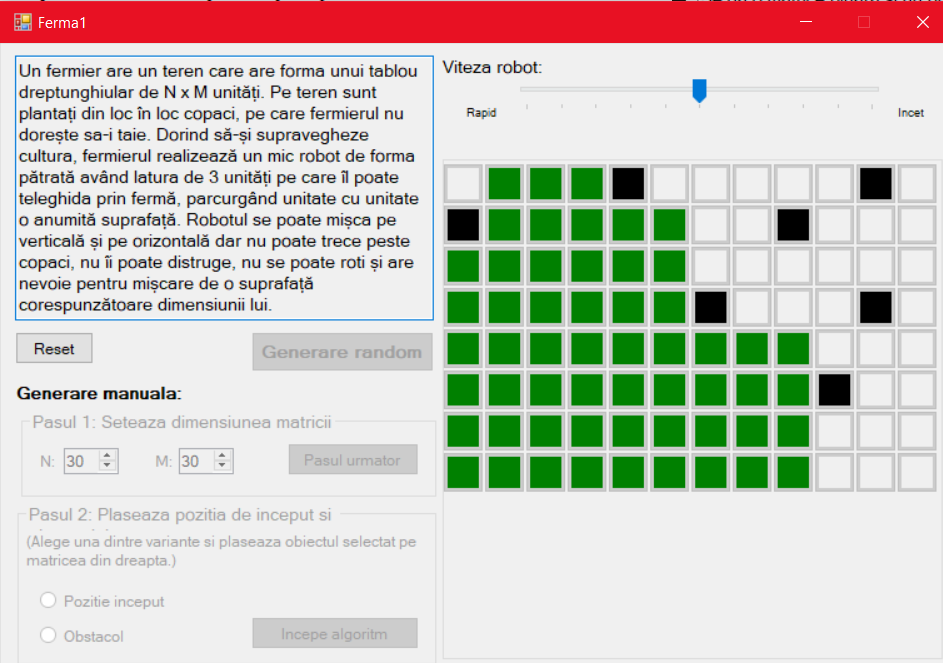 Ferma1
Un fermier are un teren care are forma unui tablou
dreptunghiular de N x M unități. Pe teren sunt
plantați din loc în loc copaci, pe care fermierul nu
dorește sa-i taie. Dorind să-și supravegheze
cultura, fermierul realizează un mic robot de forma
pătrată având latura de 3 unități pe care îl poate
teleghida prin fermă, parcurgând unitate cu unitate
o anumită suprafață. Robotul se poate mișca pe
verticală și pe orizontală dar nu poate trece peste
copaci, nu îi poate distruge, nu se poate roti și are
nevoie pentru mișcare de o suprafață
corespunzătoare dimensiunii lui.
Viteza robot:
Rapid
Incet
Reset
Generare random
Generare manuala:
Pasul 1: Seteaza dimensiunea matricii
N: 30
M: 30
Pasul urmator
Pasul 2: Plaseaza pozitia de inceput si
(Alege una dintre variante si plaseaza obiectul selectat pe
matricea din dreapta.)
Pozitie inceput
Obstacol
Incepe algoritm